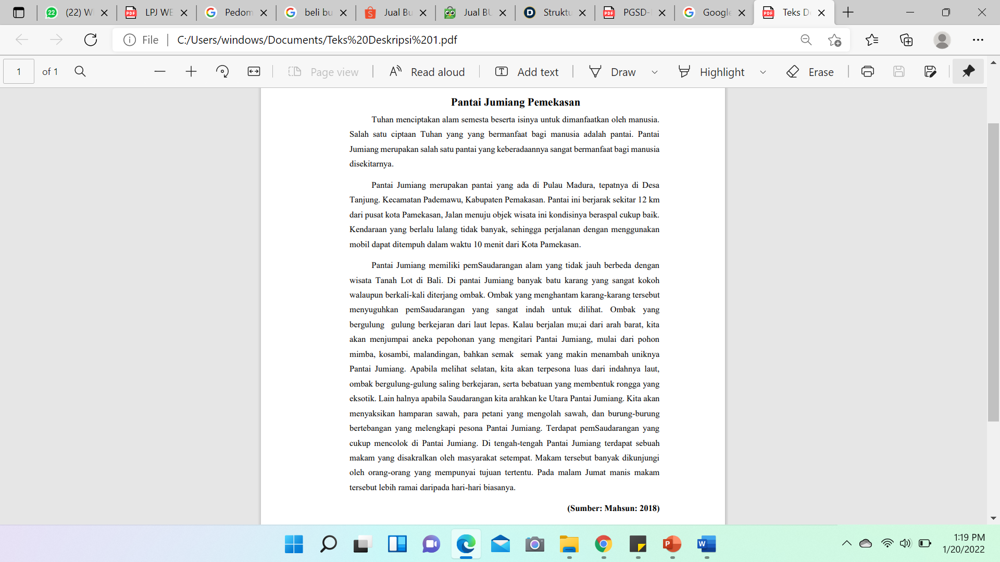 (22) W
LPJ WE
Pedom
beli bu
Jual Bu
Jual BU
Struktu
PGSD-
Google
Teks De
File
C:/Users/windows/Documents/Teks%20Deskripsi%201.pdf
1 of 1
Page view
Read aloud
Add text
Draw
Highlight
Erase
Pantai Jumiang Pemekasan
Tuhan menciptakan alam semesta beserta isinya untuk dimanfaatkan oleh manusia.
Salah satu ciptaan Tuhan yang yang bermanfaat bagi manusia adalah pantai. Pantai
Jumiang merupakan salah satu pantai yang keberadaannya sangat bermanfaat bagi manusia
disekitarnya.
Pantai Jumiang merupakan pantai yang ada di Pulau Madura, tepatnya di Desa
Tanjung. Kecamatan Pademawu, Kabupaten Pemakasan. Pantai ini berjarak sekitar 12 km
dari pusat kota Pamekasan, Jalan menuju objek wisata ini kondisinya beraspal cukup baik.
Kendaraan yang berlalu lalang tidak banyak, sehingga perjalanan dengan menggunakan
mobil dapat ditempuh dalam waktu 10 menit dari Kota Pamekasan.
Pantai Jumiang memiliki pemSaudarangan alam yang tidak jauh berbeda dengan
wisata Tanah Lot di Bali. Di pantai Jumiang banyak batu karang yang sangat kokoh
walaupun berkali-kali diterjang ombak. Ombak yang menghantam karang-karang tersebut
menyuguhkan pemSaudarangan yang sangat indah untuk dilihat. Ombak yang
bergulung gulung berkejaran dari laut lepas. Kalau berjalan mu;ai dari arah barat, kita
akan menjumpai aneka pepohonan yang mengitari Pantai Jumiang, mulai dari pohon
mimba, kosambi, malandingan, bahkan semak semak yang makin menambah uniknya
Pantai Jumiang. Apabila melihat selatan, kita akan terpesona luas dari indahnya laut,
ombak bergulung-gulung saling berkejaran, serta bebatuan yang membentuk rongga yang
eksotik. Lain halnya apabila Saudarangan kita arahkan ke Utara Pantai Jumiang. Kita akan
menyaksikan hamparan sawah, para petani yang mengolah sawah, dan burung-burung
bertebangan yang melengkapi pesona Pantai Jumiang. Terdapat pemSaudarangan yang
cukup mencolok di Pantai Jumiang. Di tengah-tengah Pantai Jumiang terdapat sebuah
makam yang disakralkan oleh masyarakat setempat. Makam tersebut banyak dikunjungi
oleh orang-orang yang mempunyai tujuan tertentu. Pada malam Jumat manis makam
tersebut lebih ramai daripada hari-hari biasanya.
(Sumber: Mahsun: 2018)
1:19 PM
1/20/2022